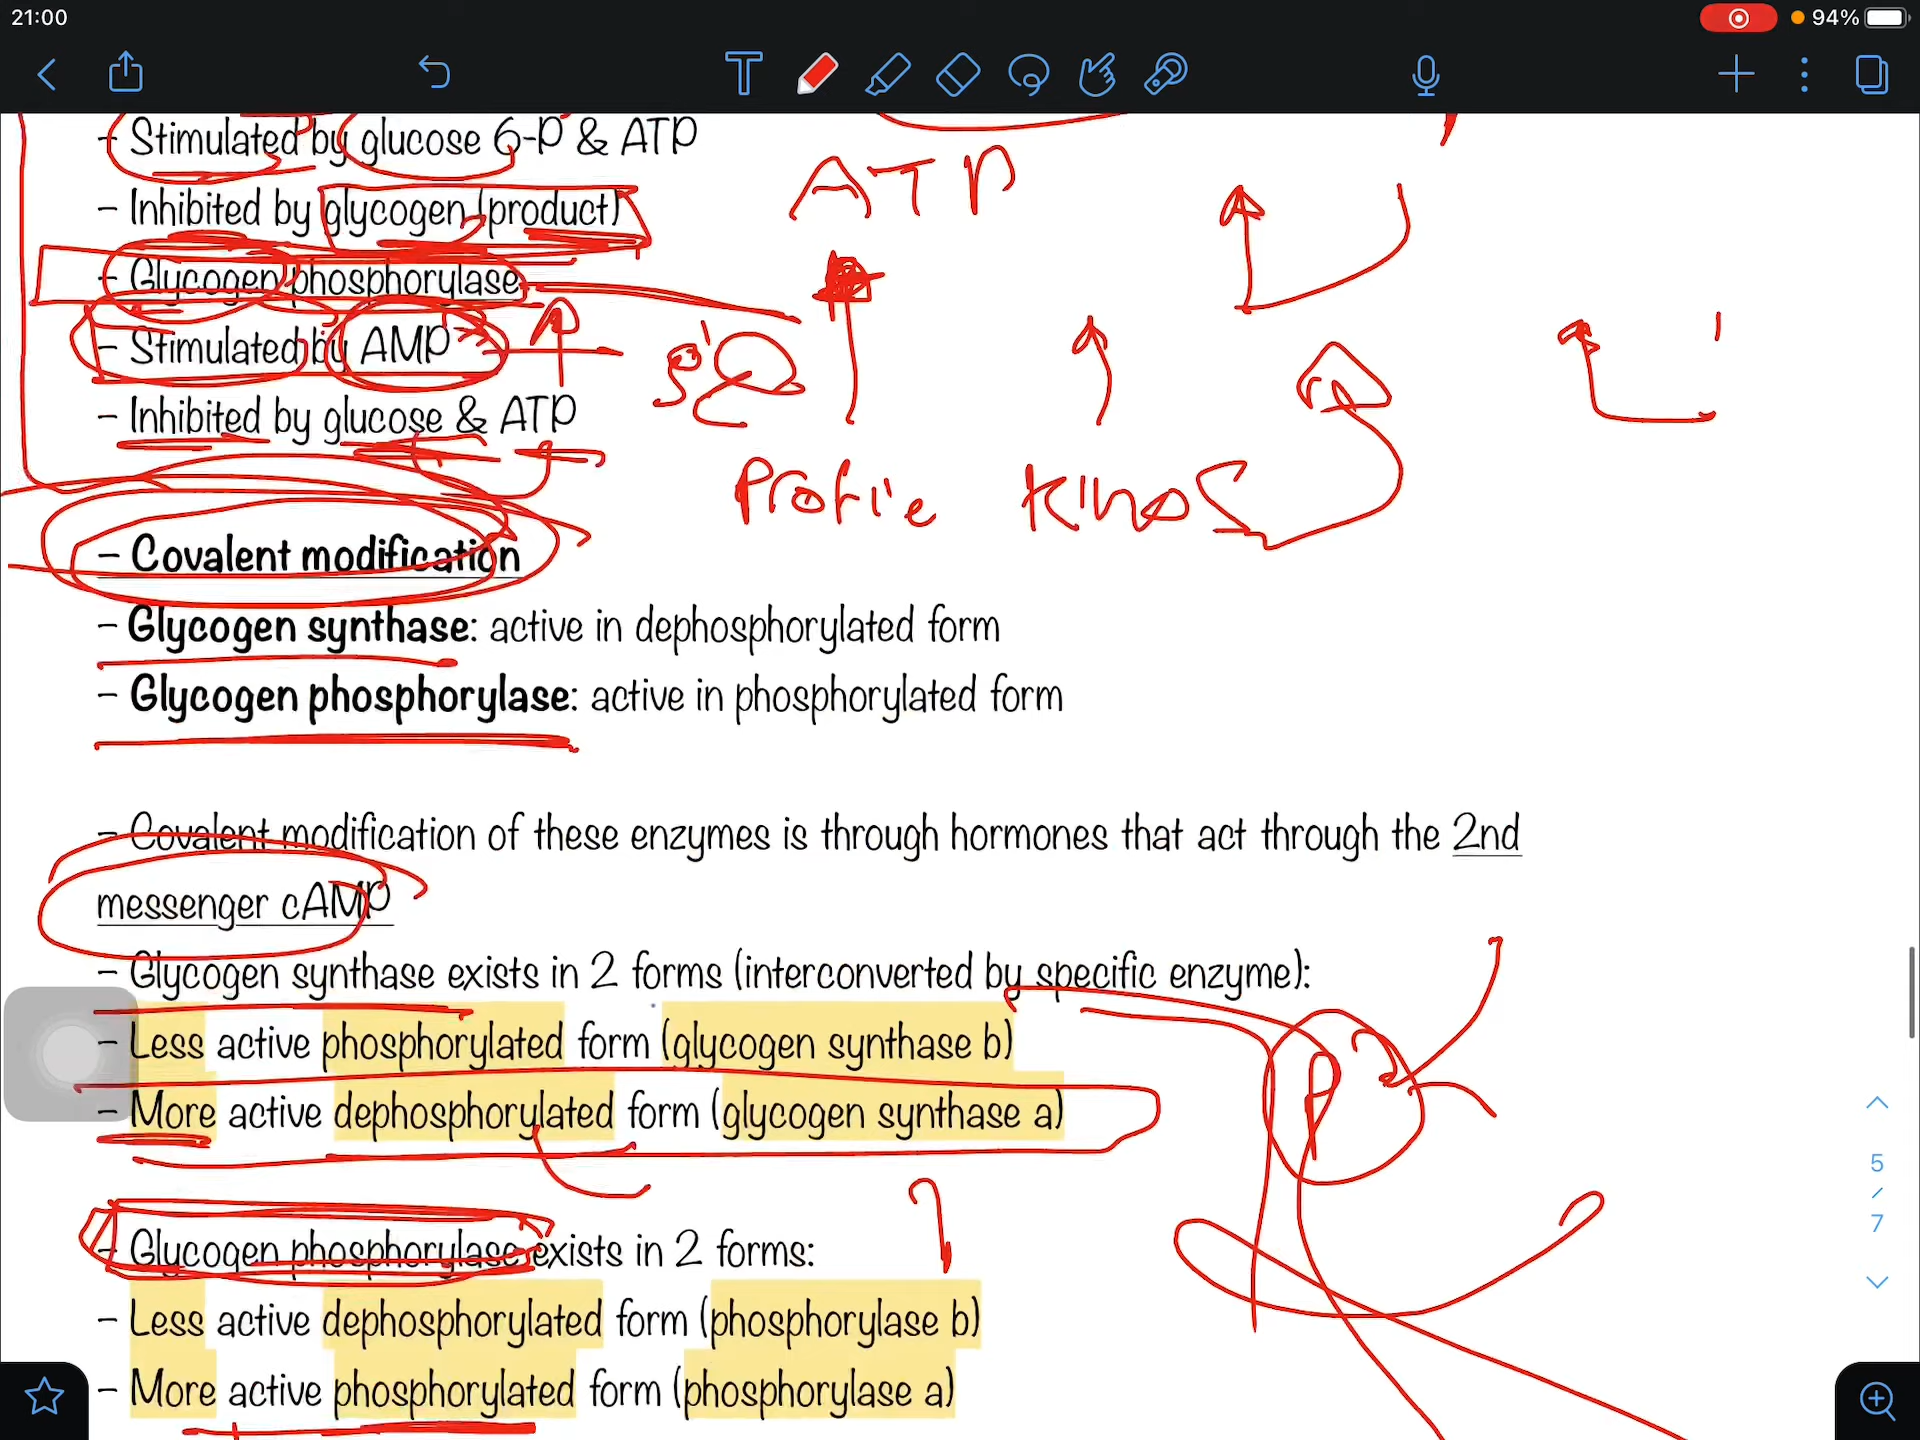 21:00
94%
- Stimulated by glucose 6-P & ATP
ATP
- Inhibited by glycogen (product)
- Glycogen phosphorylase
- Stimulated by AMP
- Inhibited by glucose & ATP
- Covalent modification
- Glycogen synthase: active in dephosphorylated form
- Glycogen phosphorylase: active in phosphorylated form
- Covalent modification of these enzymes is through hormones that act through the 2nd
messenger cAMP
- Glycogen synthase exists in 2 forms (interconverted by specific enzyme):
- Less active phosphorylated form (glycogen synthase b)
- More active dephosphorylated form (glycogen synthase a)
P
- Glycogen phosphorylase exists in 2 forms:
- Less active dephosphorylated form (phosphorylase b)
- More active phosphorylated form (phosphorylase a)
5
/
7